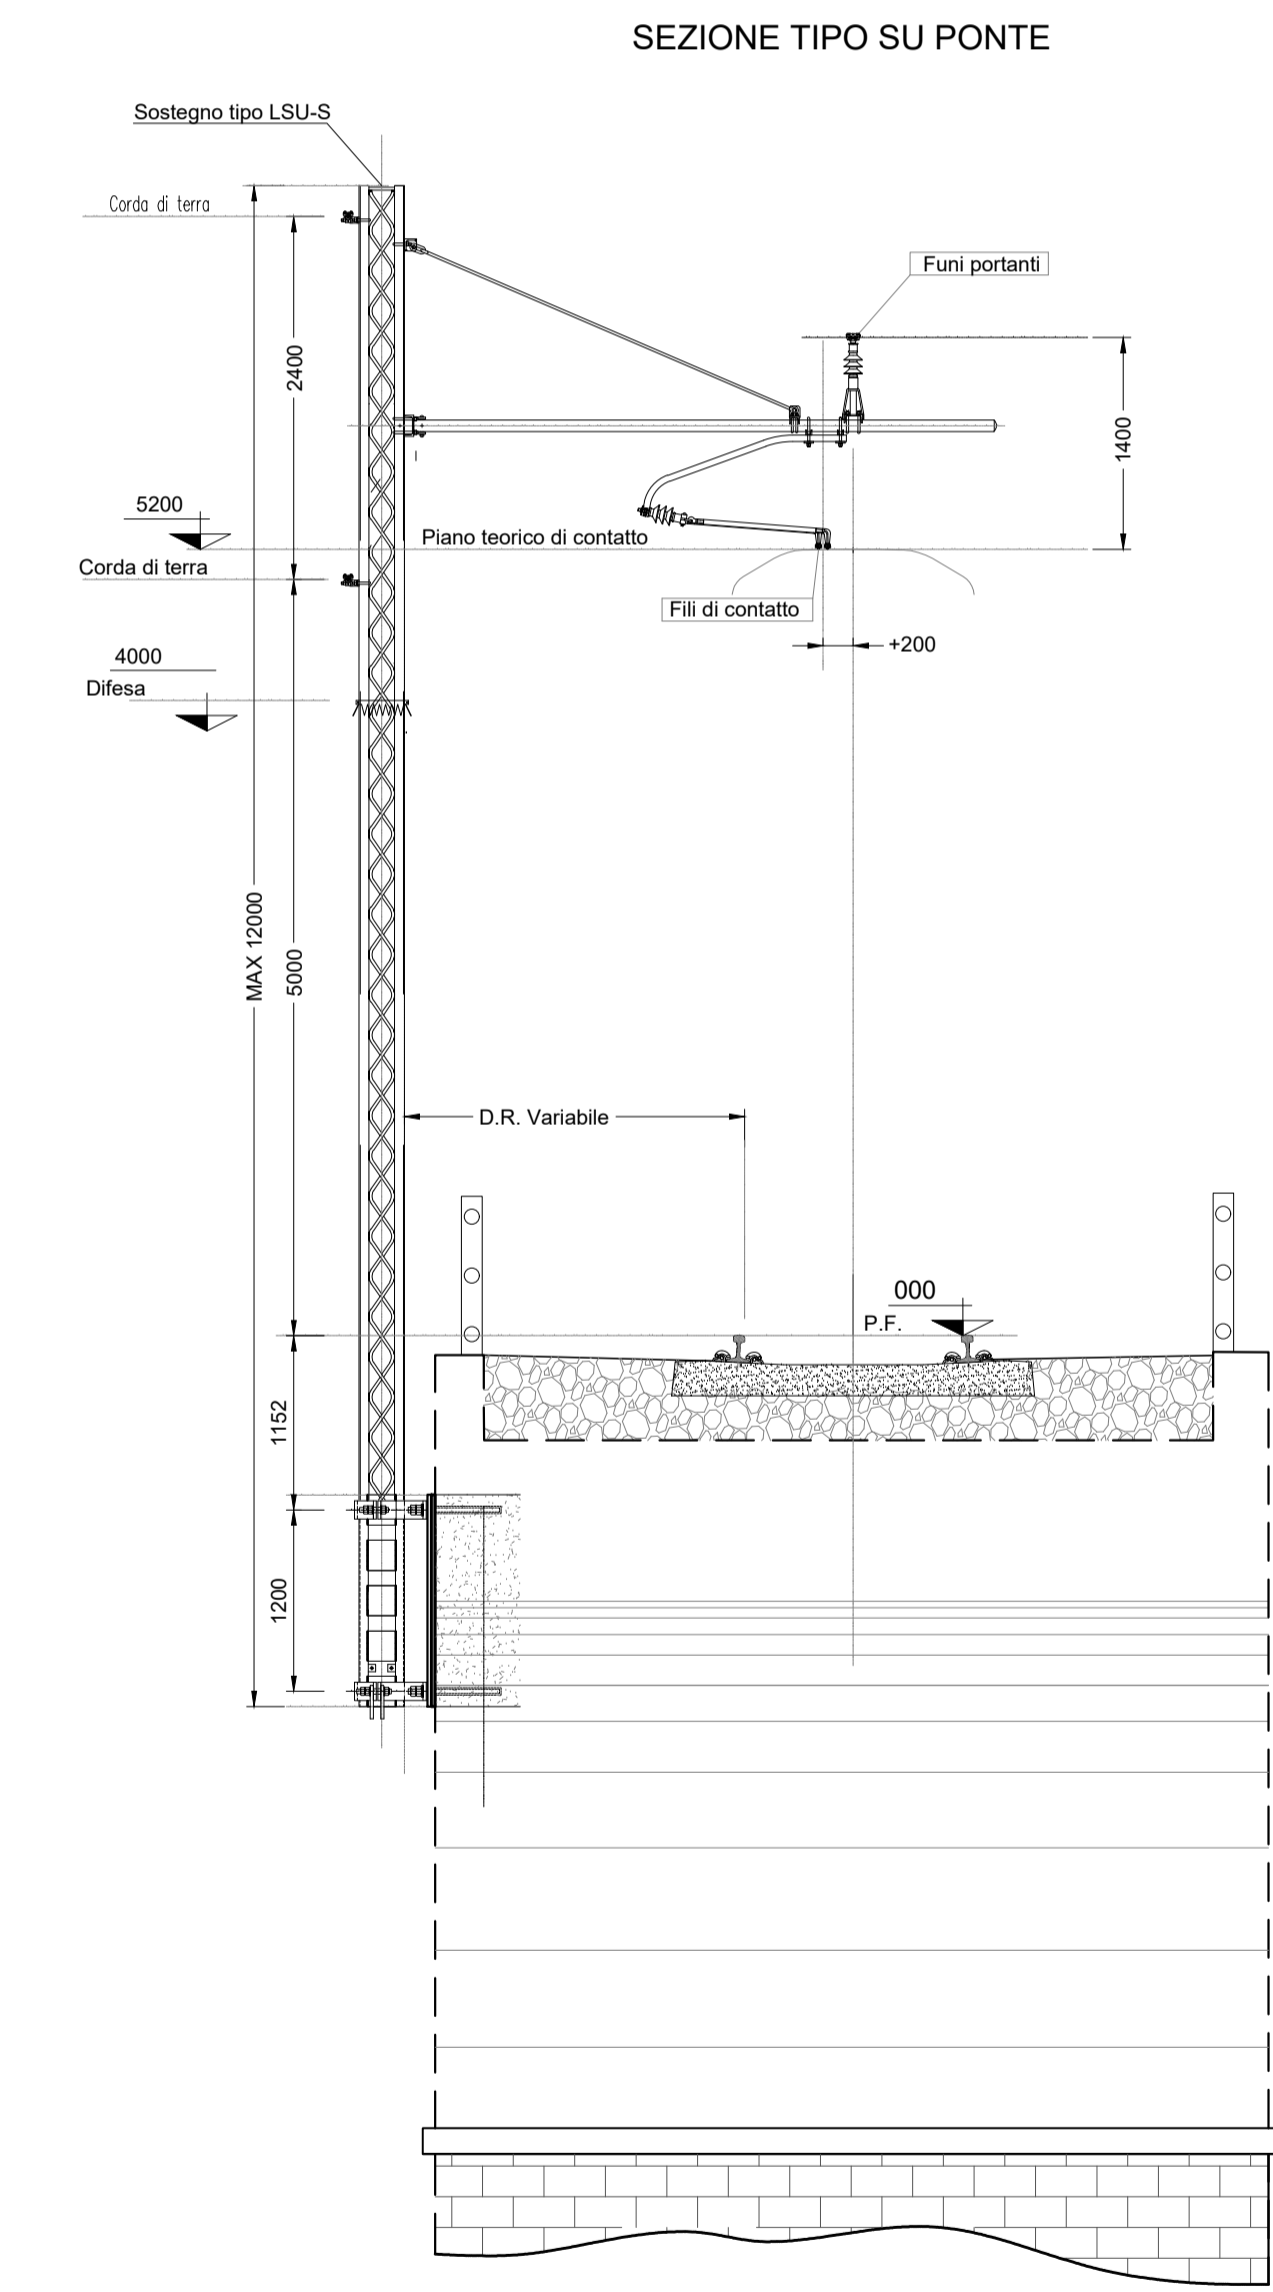 SEZIONE TIPO SU PONTE
Sostegno tipo LSU-S
Corda di terra
Funi portanti
2400
1400
5200
Piano teorico di contatto
Corda di terra
Fili di contatto
+200
4000
Difesa
MAX 12000
5000
D.R. Variabile
000
P.F.
1152
1200